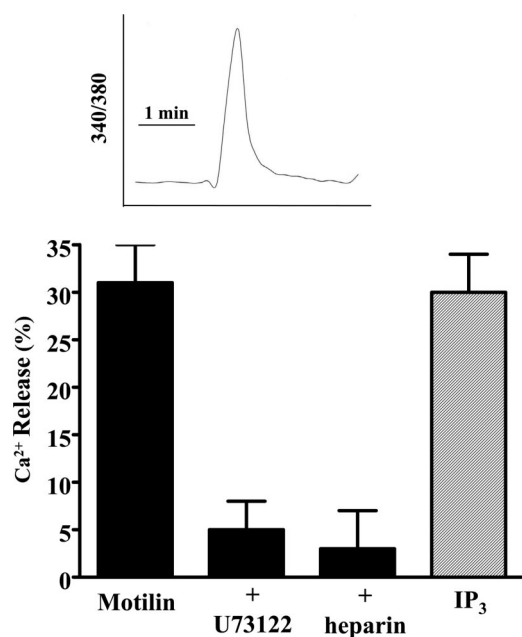 340/380
1 min
Ca²⁺ Release (%)
35
30
25
20
15
10
5
0
Motilin
+
U73122
+
heparin
IP₃